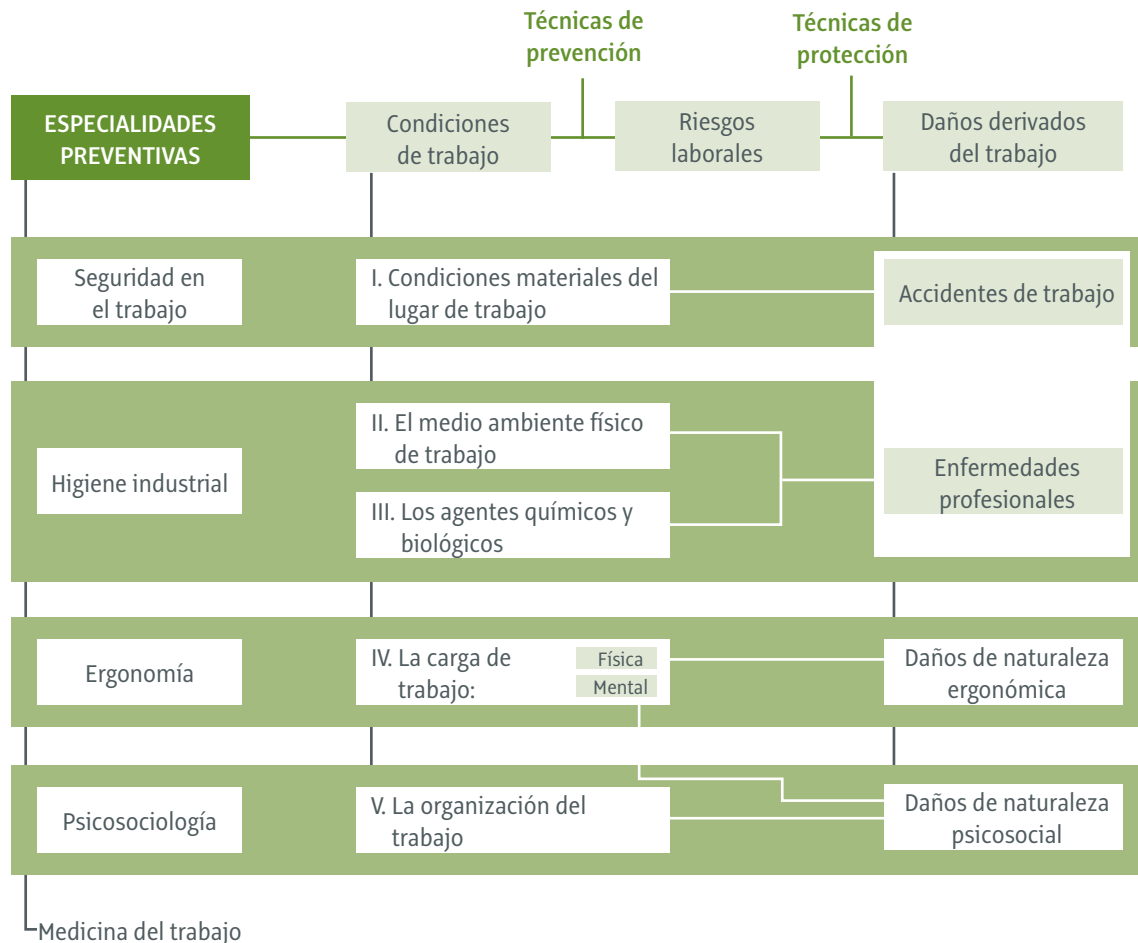 Técnicas de
prevención
Técnicas de
protección
ESPECIALIDADES
PREVENTIVAS
Condiciones
de trabajo
Riesgos
laborales
Daños derivados
del trabajo
Seguridad en
el trabajo
I. Condiciones materiales del
lugar de trabajo
Accidentes de trabajo
Higiene industrial
II. El medio ambiente físico
de trabajo
III. Los agentes químicos y
biológicos
Enfermedades
profesionales
Ergonomía
IV. La carga de
trabajo:
Física
Mental
Daños de naturaleza
ergonómica
Psicosociología
V. La organización del
trabajo
Daños de naturaleza
psicosocial
Medicina del trabajo